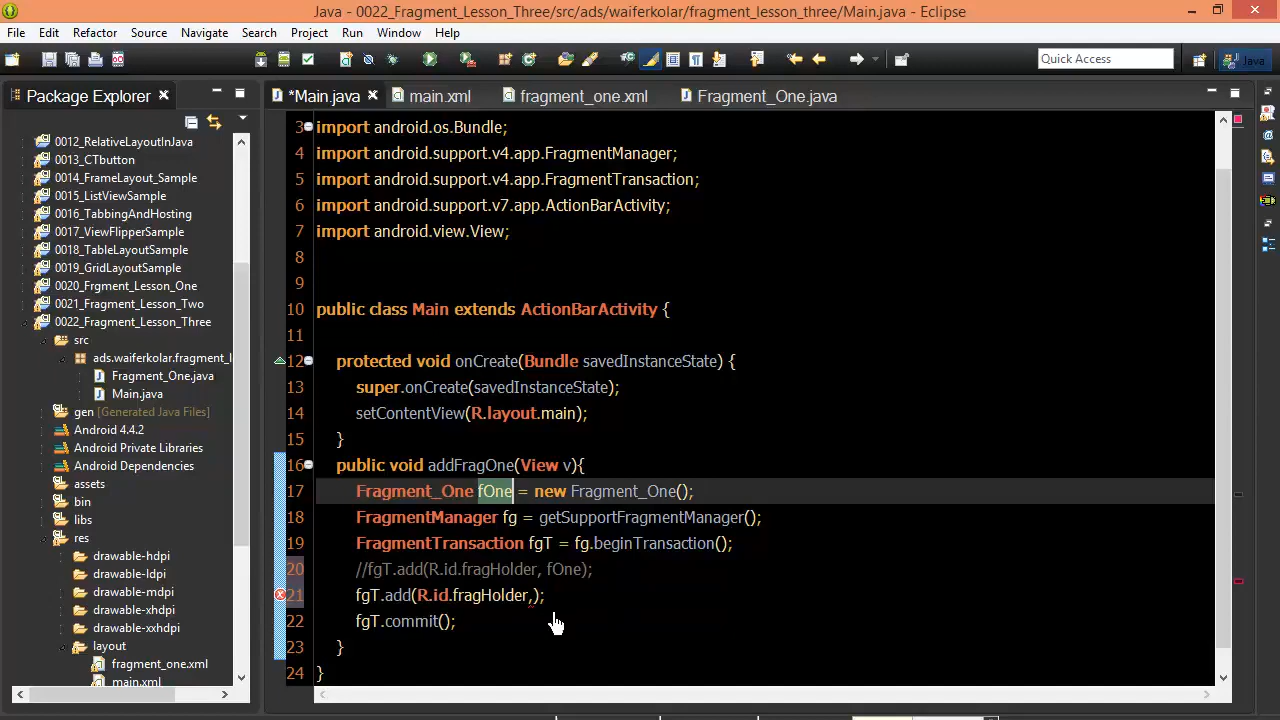 Java - 0022_Fragment_Lesson_Three/src/ads/waiferkolar/fragment_lesson_three/Main.java - Eclipse
File Edit Refactor Source Navigate Search Project Run Window Help
Quick Access
Java
Package Explorer
*Main.java main.xml fragment_one.xml Fragment_One.java
0012_RelativeLayoutInJava
0013_CTbutton
0014_FrameLayout_Sample
0015_ListViewSample
0016_TabbingAndHosting
0017_ViewFlipperSample
0018_TableLayoutSample
0019_GridLayoutSample
0020_Frgment_Lesson_One
0021_Fragment_Lesson_Two
0022_Fragment_Lesson_Three
src
ads.waiferkolar.fragment_l
Fragment_One.java
Main.java
gen [Generated Java Files]
Android 4.4.2
Android Private Libraries
Android Dependencies
assets
bin
libs
res
drawable-hdpi
drawable-ldpi
drawable-mdpi
drawable-xhdpi
drawable-xxhdpi
layout
fragment_one.xml
main.xml
3 import android.os.Bundle;
4 import android.support.v4.app.FragmentManager;
5 import android.support.v4.app.FragmentTransaction;
6 import android.support.v7.app.ActionBarActivity;
7 import android.view.View;
8
9
10 public class Main extends ActionBarActivity {
11
12 protected void onCreate(Bundle savedInstanceState) {
13 super.onCreate(savedInstanceState);
14 setContentView(R.layout.main);
15 }
16 public void addFragOne(View v){
17 Fragment_One fOne = new Fragment_One();
18 FragmentManager fg = getSupportFragmentManager();
19 FragmentTransaction fgT = fg.beginTransaction();
20 //fgT.add(R.id.fragHolder, fOne);
21 fgT.add(R.id.fragHolder,);
22 fgT.commit();
23 }
24 }